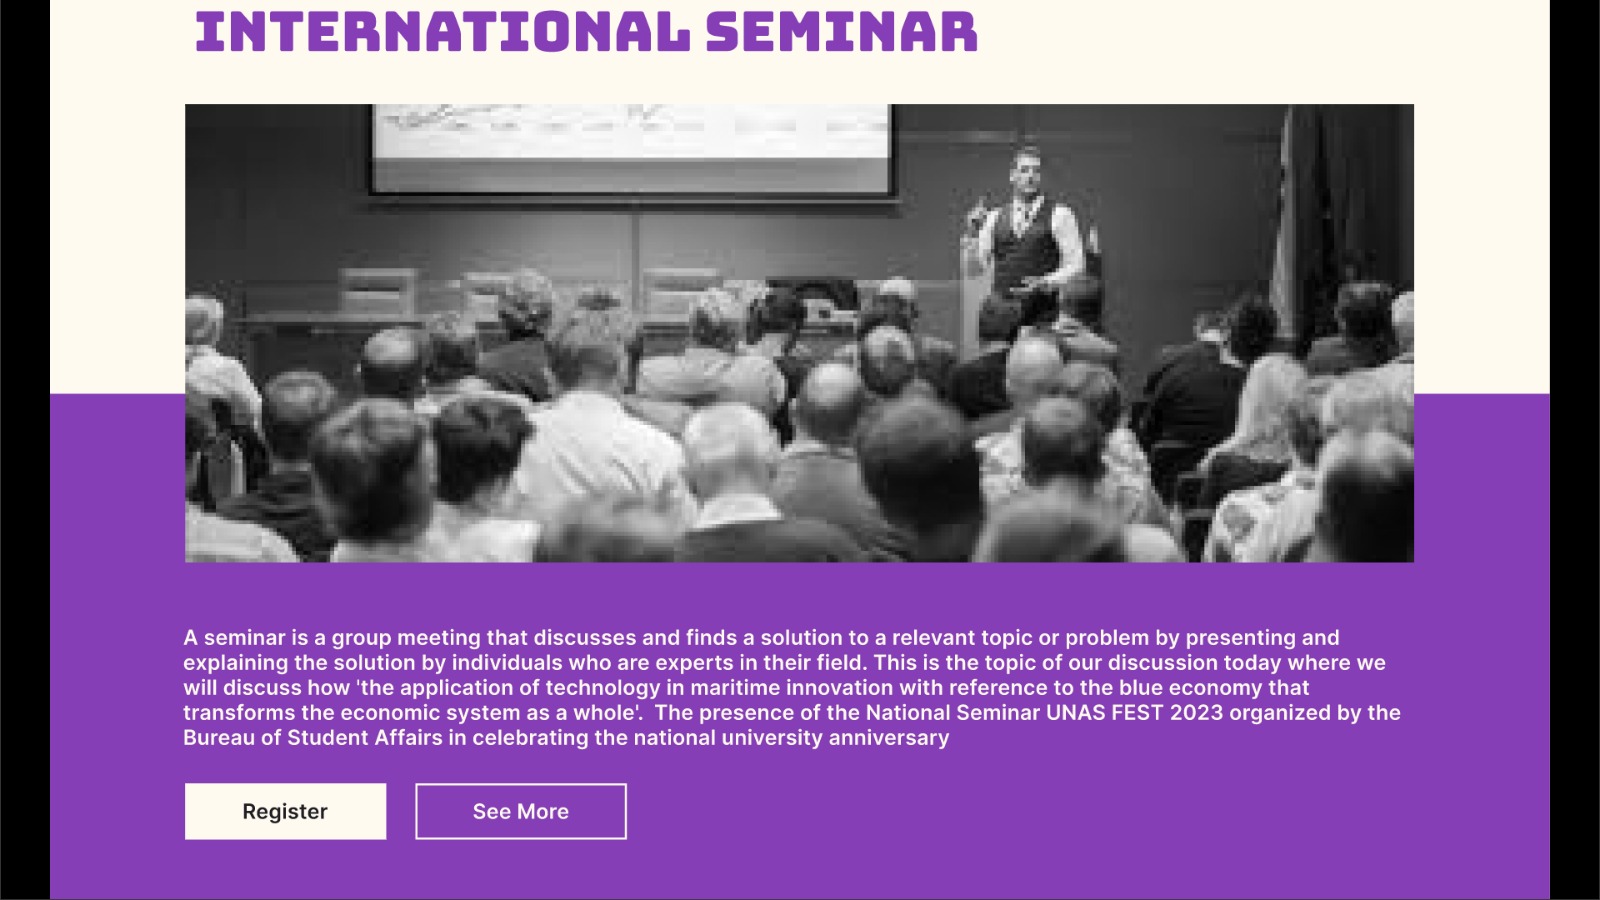 INTERNATIONAL SEMINAR
A seminar is a group meeting that discusses and finds a solution to a relevant topic or problem by presenting and
explaining the solution by individuals who are experts in their field. This is the topic of our discussion today where we
will discuss how 'the application of technology in maritime innovation with reference to the blue economy that
transforms the economic system as a whole'.  The presence of the National Seminar UNAS FEST 2023 organized by the
Bureau of Student Affairs in celebrating the national university anniversary
Register
See More